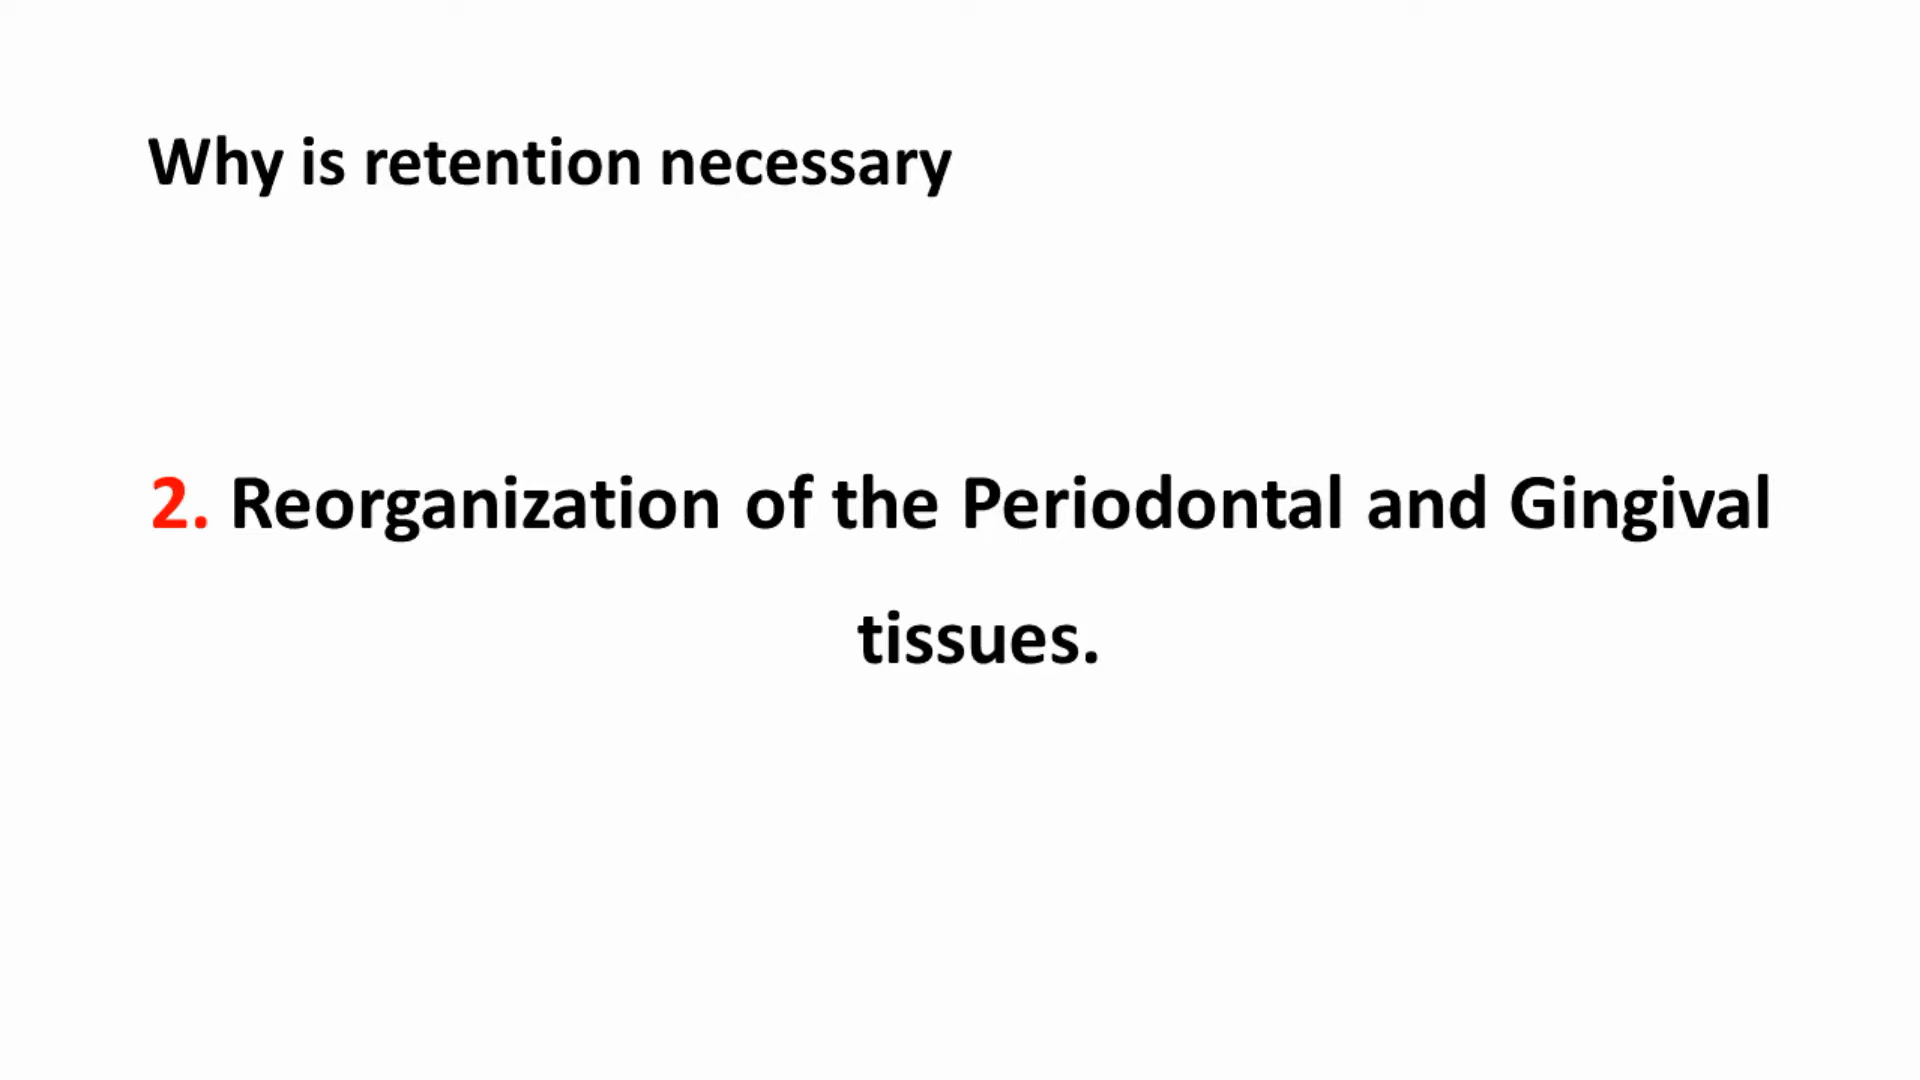 Why is retention necessary
2. Reorganization of the Periodontal and Gingival
tissues.